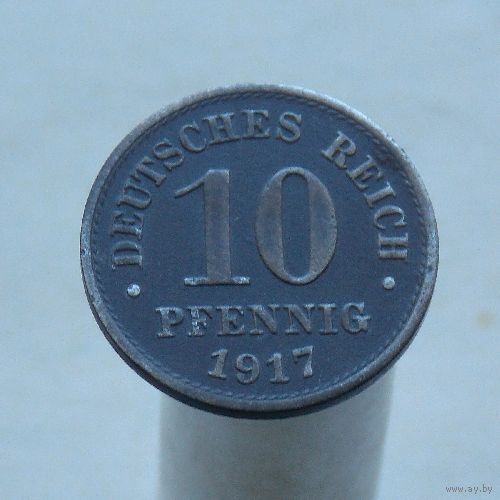 · DEUTSCHES REICH ·
10
PFENNIG
1917
www.ay.by